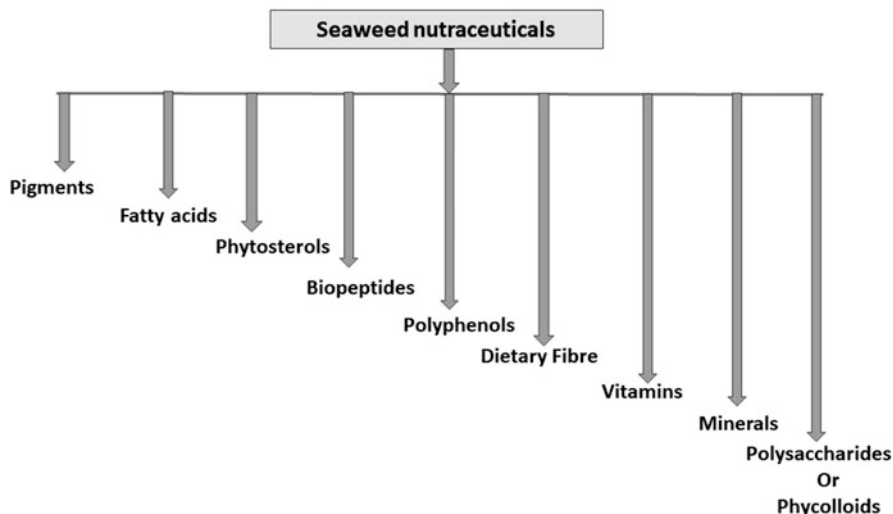 Seaweed nutraceuticals
Pigments
Fatty acids
Phytosterols
Biopeptides
Polyphenols
Dietary Fibre
Vitamins
Minerals
Polysaccharides
Or
Phycolloids